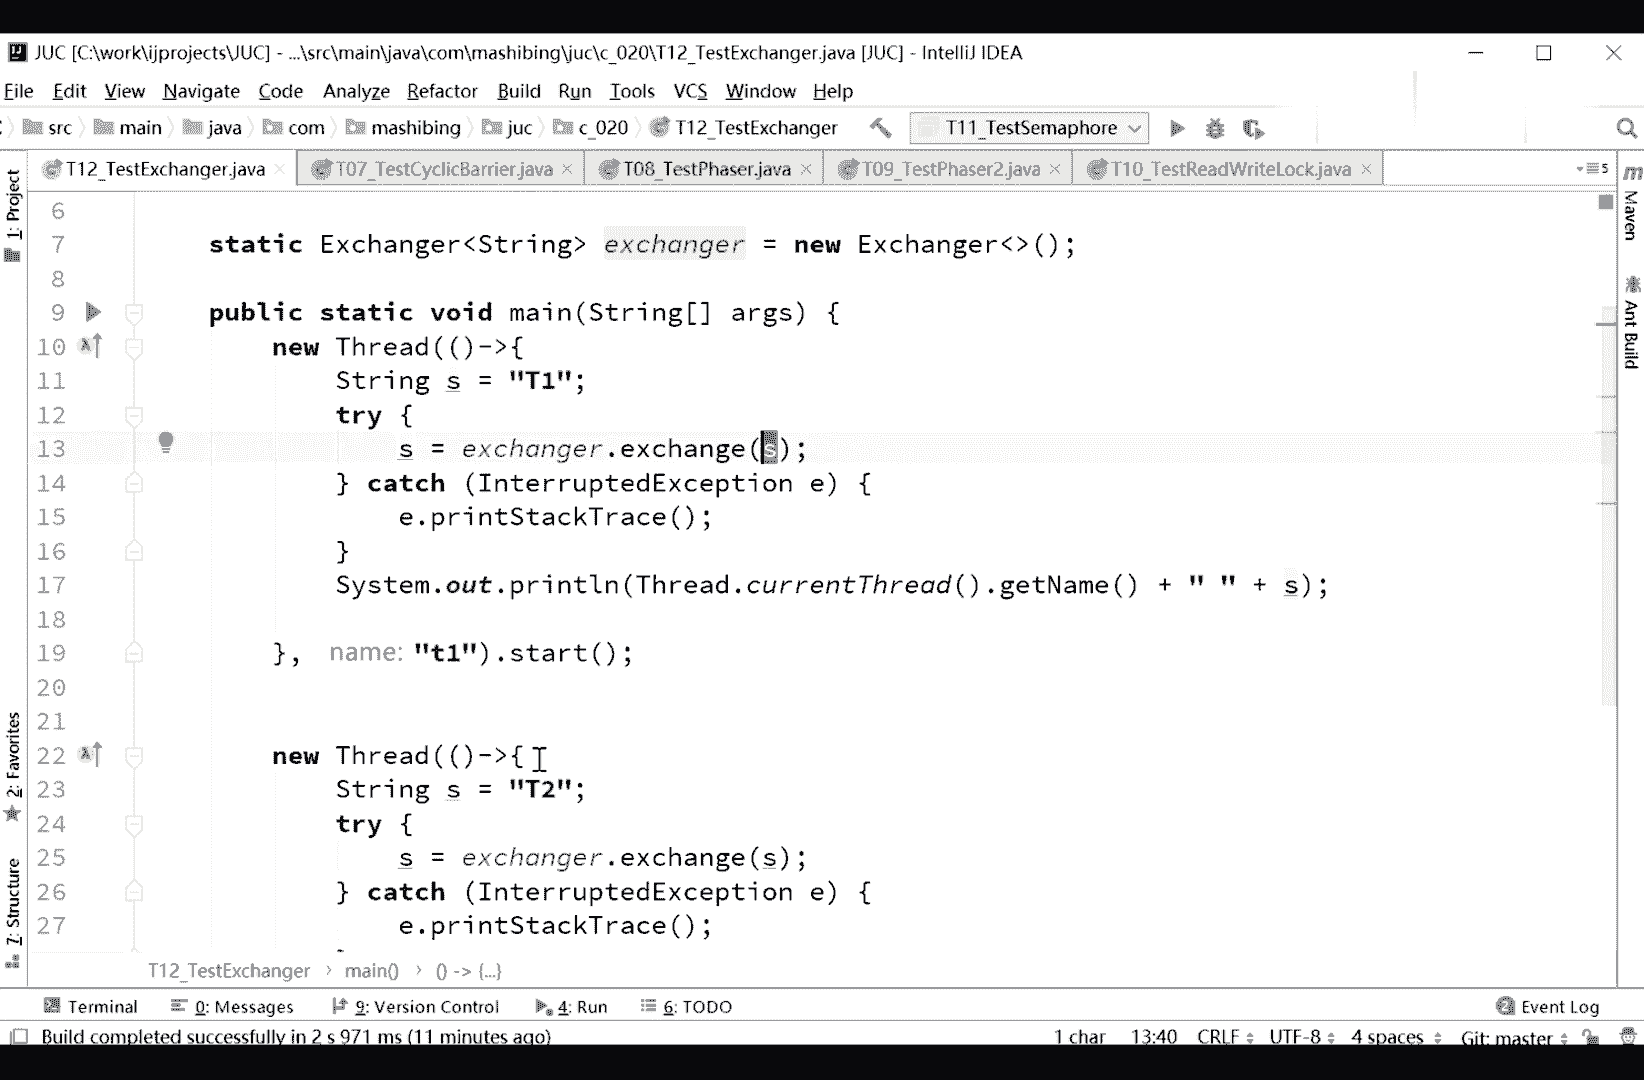 JUC [C:\work\ijprojects\JUC] - ...\src\main\java\com\mashibing\juc\c_020\T12_TestExchanger.java [JUC] - IntelliJ IDEA
File Edit View Navigate Code Analyze Refactor Build Run Tools VCS Window Help
src main java com mashibing juc c_020 T12_TestExchanger T11_TestSemaphore
T12_TestExchanger.java T07_TestCyclicBarrier.java T08_TestPhaser.java T09_TestPhaser2.java T10_TestReadWriteLock.java 5
1: Project
2: Favorites
7: Structure
Maven
Ant Build
6
7 static Exchanger<String> exchanger = new Exchanger<>();
8
9 public static void main(String[] args) {
10 new Thread(()->{
11 String s = "T1";
12 try {
13 s = exchanger.exchange(s);
14 } catch (InterruptedException e) {
15 e.printStackTrace();
16 }
17 System.out.println(Thread.currentThread().getName() + " " + s);
18
19 }, name: "t1").start();
20
21
22 new Thread(()->{
23 String s = "T2";
24 try {
25 s = exchanger.exchange(s);
26 } catch (InterruptedException e) {
27 e.printStackTrace();
T12_TestExchanger › main() › () -> {...}
Terminal 0: Messages 9: Version Control 4: Run 6: TODO 2 Event Log
Build completed successfully in 2 s 971 ms (11 minutes ago) 1 char 13:40 CRLF UTF-8 4 spaces Git: master